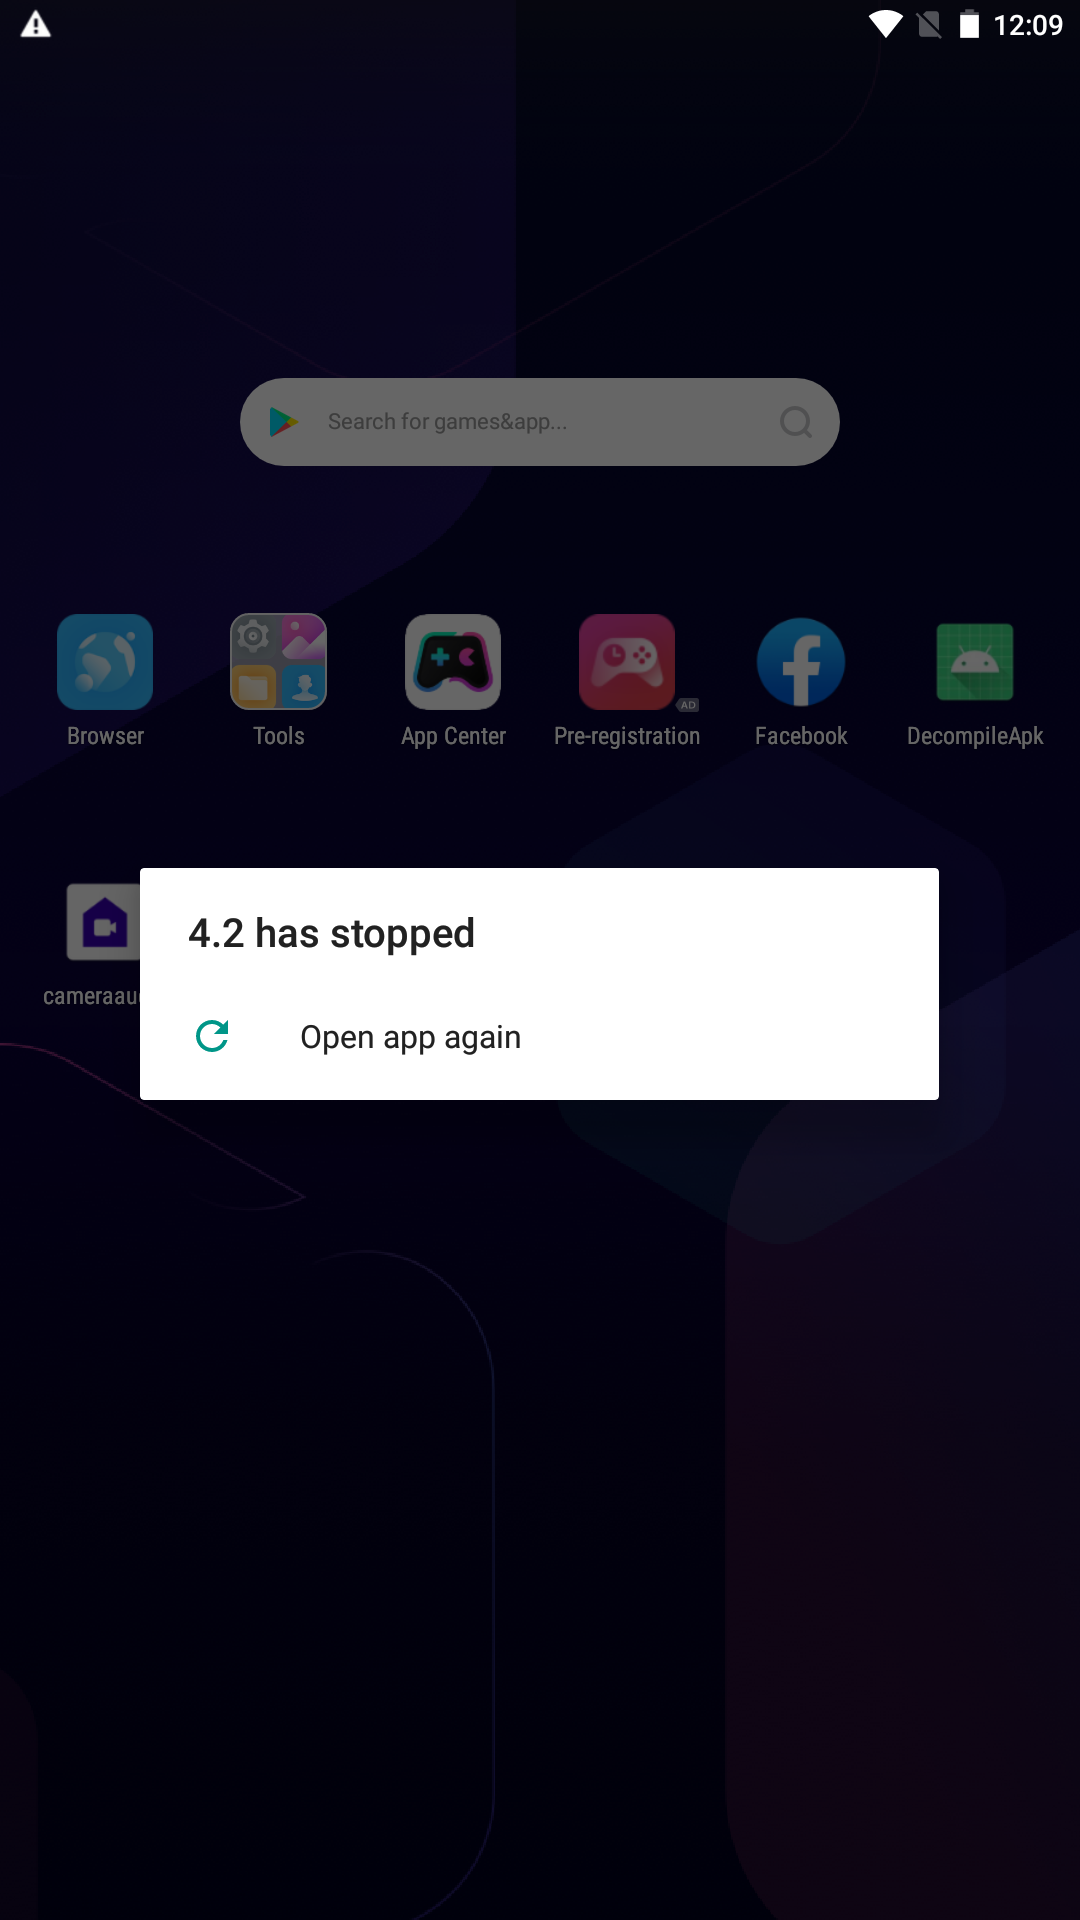 12:09
Search for games&app...
AD
Browser
Tools
App Center
Pre-registration
Facebook
DecompileApk
4.2 has stopped
cameraau
Open app again